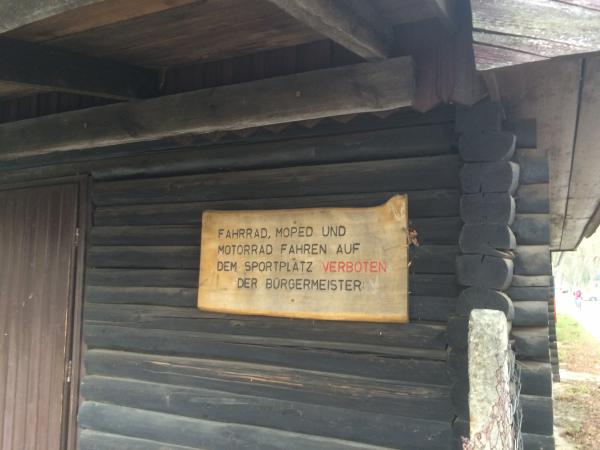 FAHRRAD, MOPED UND
MOTORRAD FAHREN AUF
DEM SPORTPLATZ VERBOTEN
DER BÜRGERMEISTER